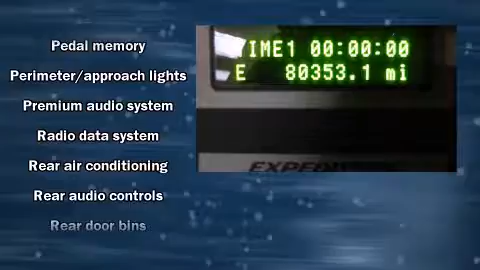 Pedal memory
Perimeter/approach lights
Premium audio system
Radio data system
Rear air conditioning
Rear audio controls
Rear door bins
TIME1 00:00:00
E 80353.1 mi